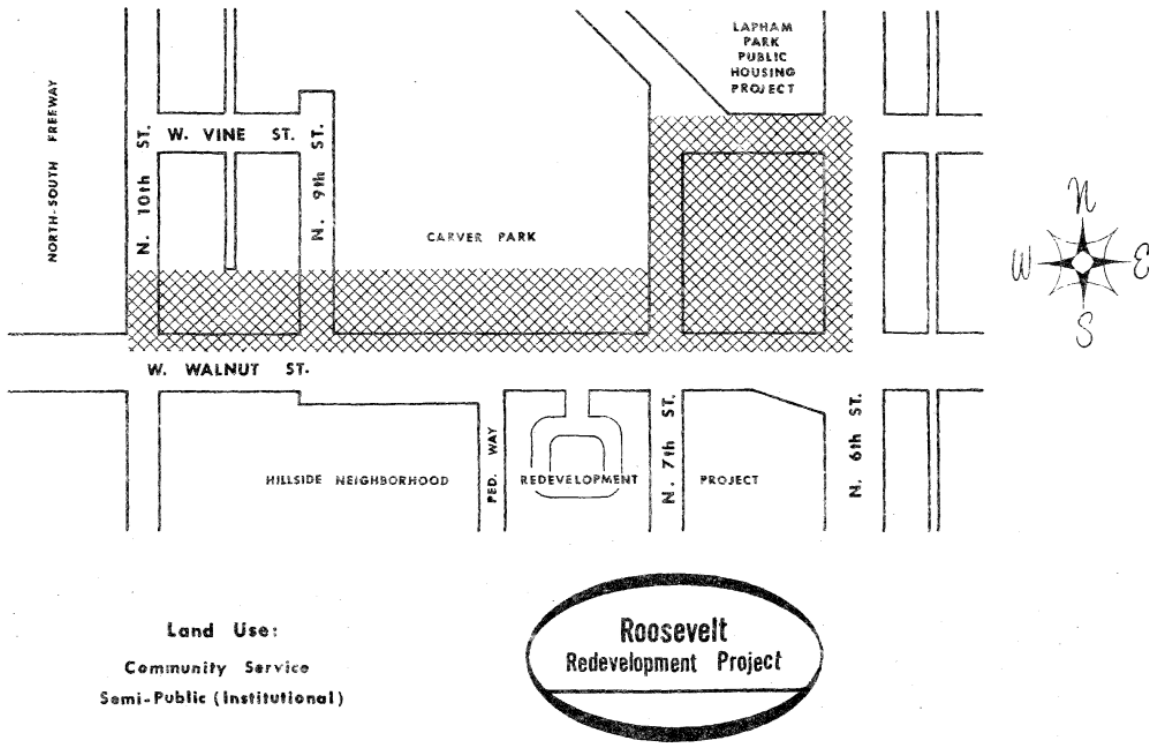 LAPHAM
PARK
PUBLIC
HOUSING
PROJECT
NORTH-SOUTH FREEWAY
N. 10th ST.
W. VINE ST.
N. 9th ST.
CARVER PARK
N
W E
S
W. WALNUT ST.
HILLSIDE NEIGHBORHOOD
PED. WAY
REDEVELOPMENT
N. 7th ST.
PROJECT
N. 6th ST.
Land Use:
Community Service
Semi-Public (Institutional)
Roosevelt
Redevelopment Project